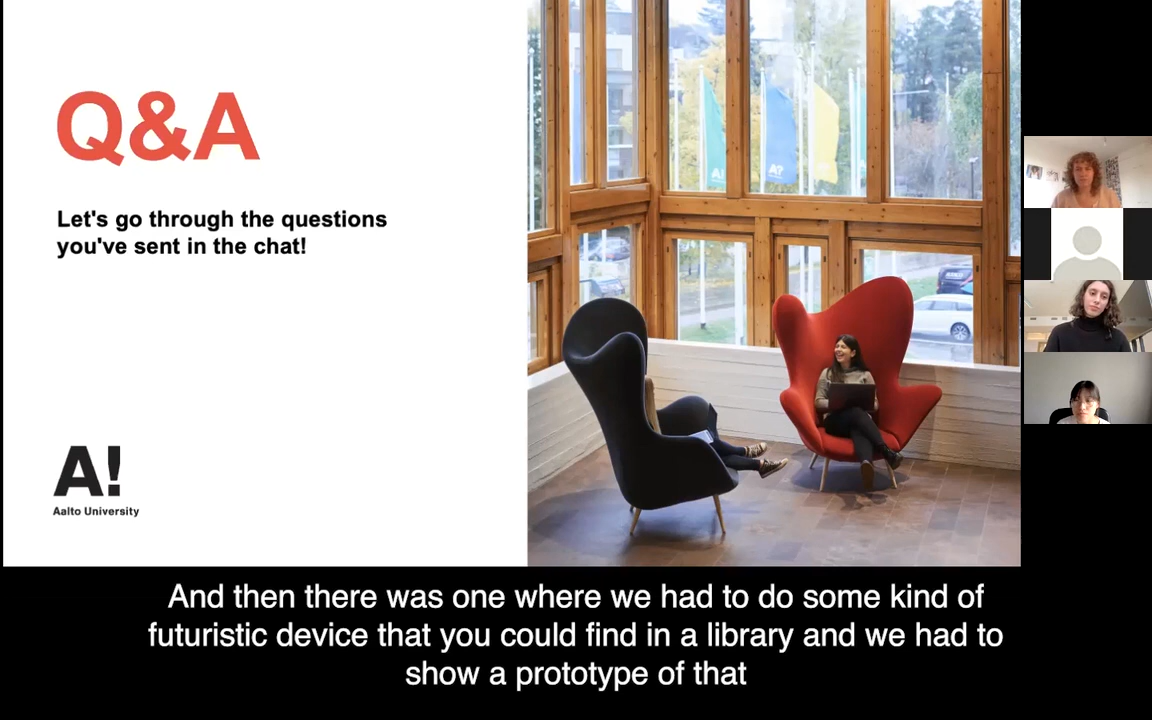 Q&A
Let's go through the questions
you've sent in the chat!
A!
Aalto University
A!
A?
And then there was one where we had to do some kind of
futuristic device that you could find in a library and we had to
show a prototype of that